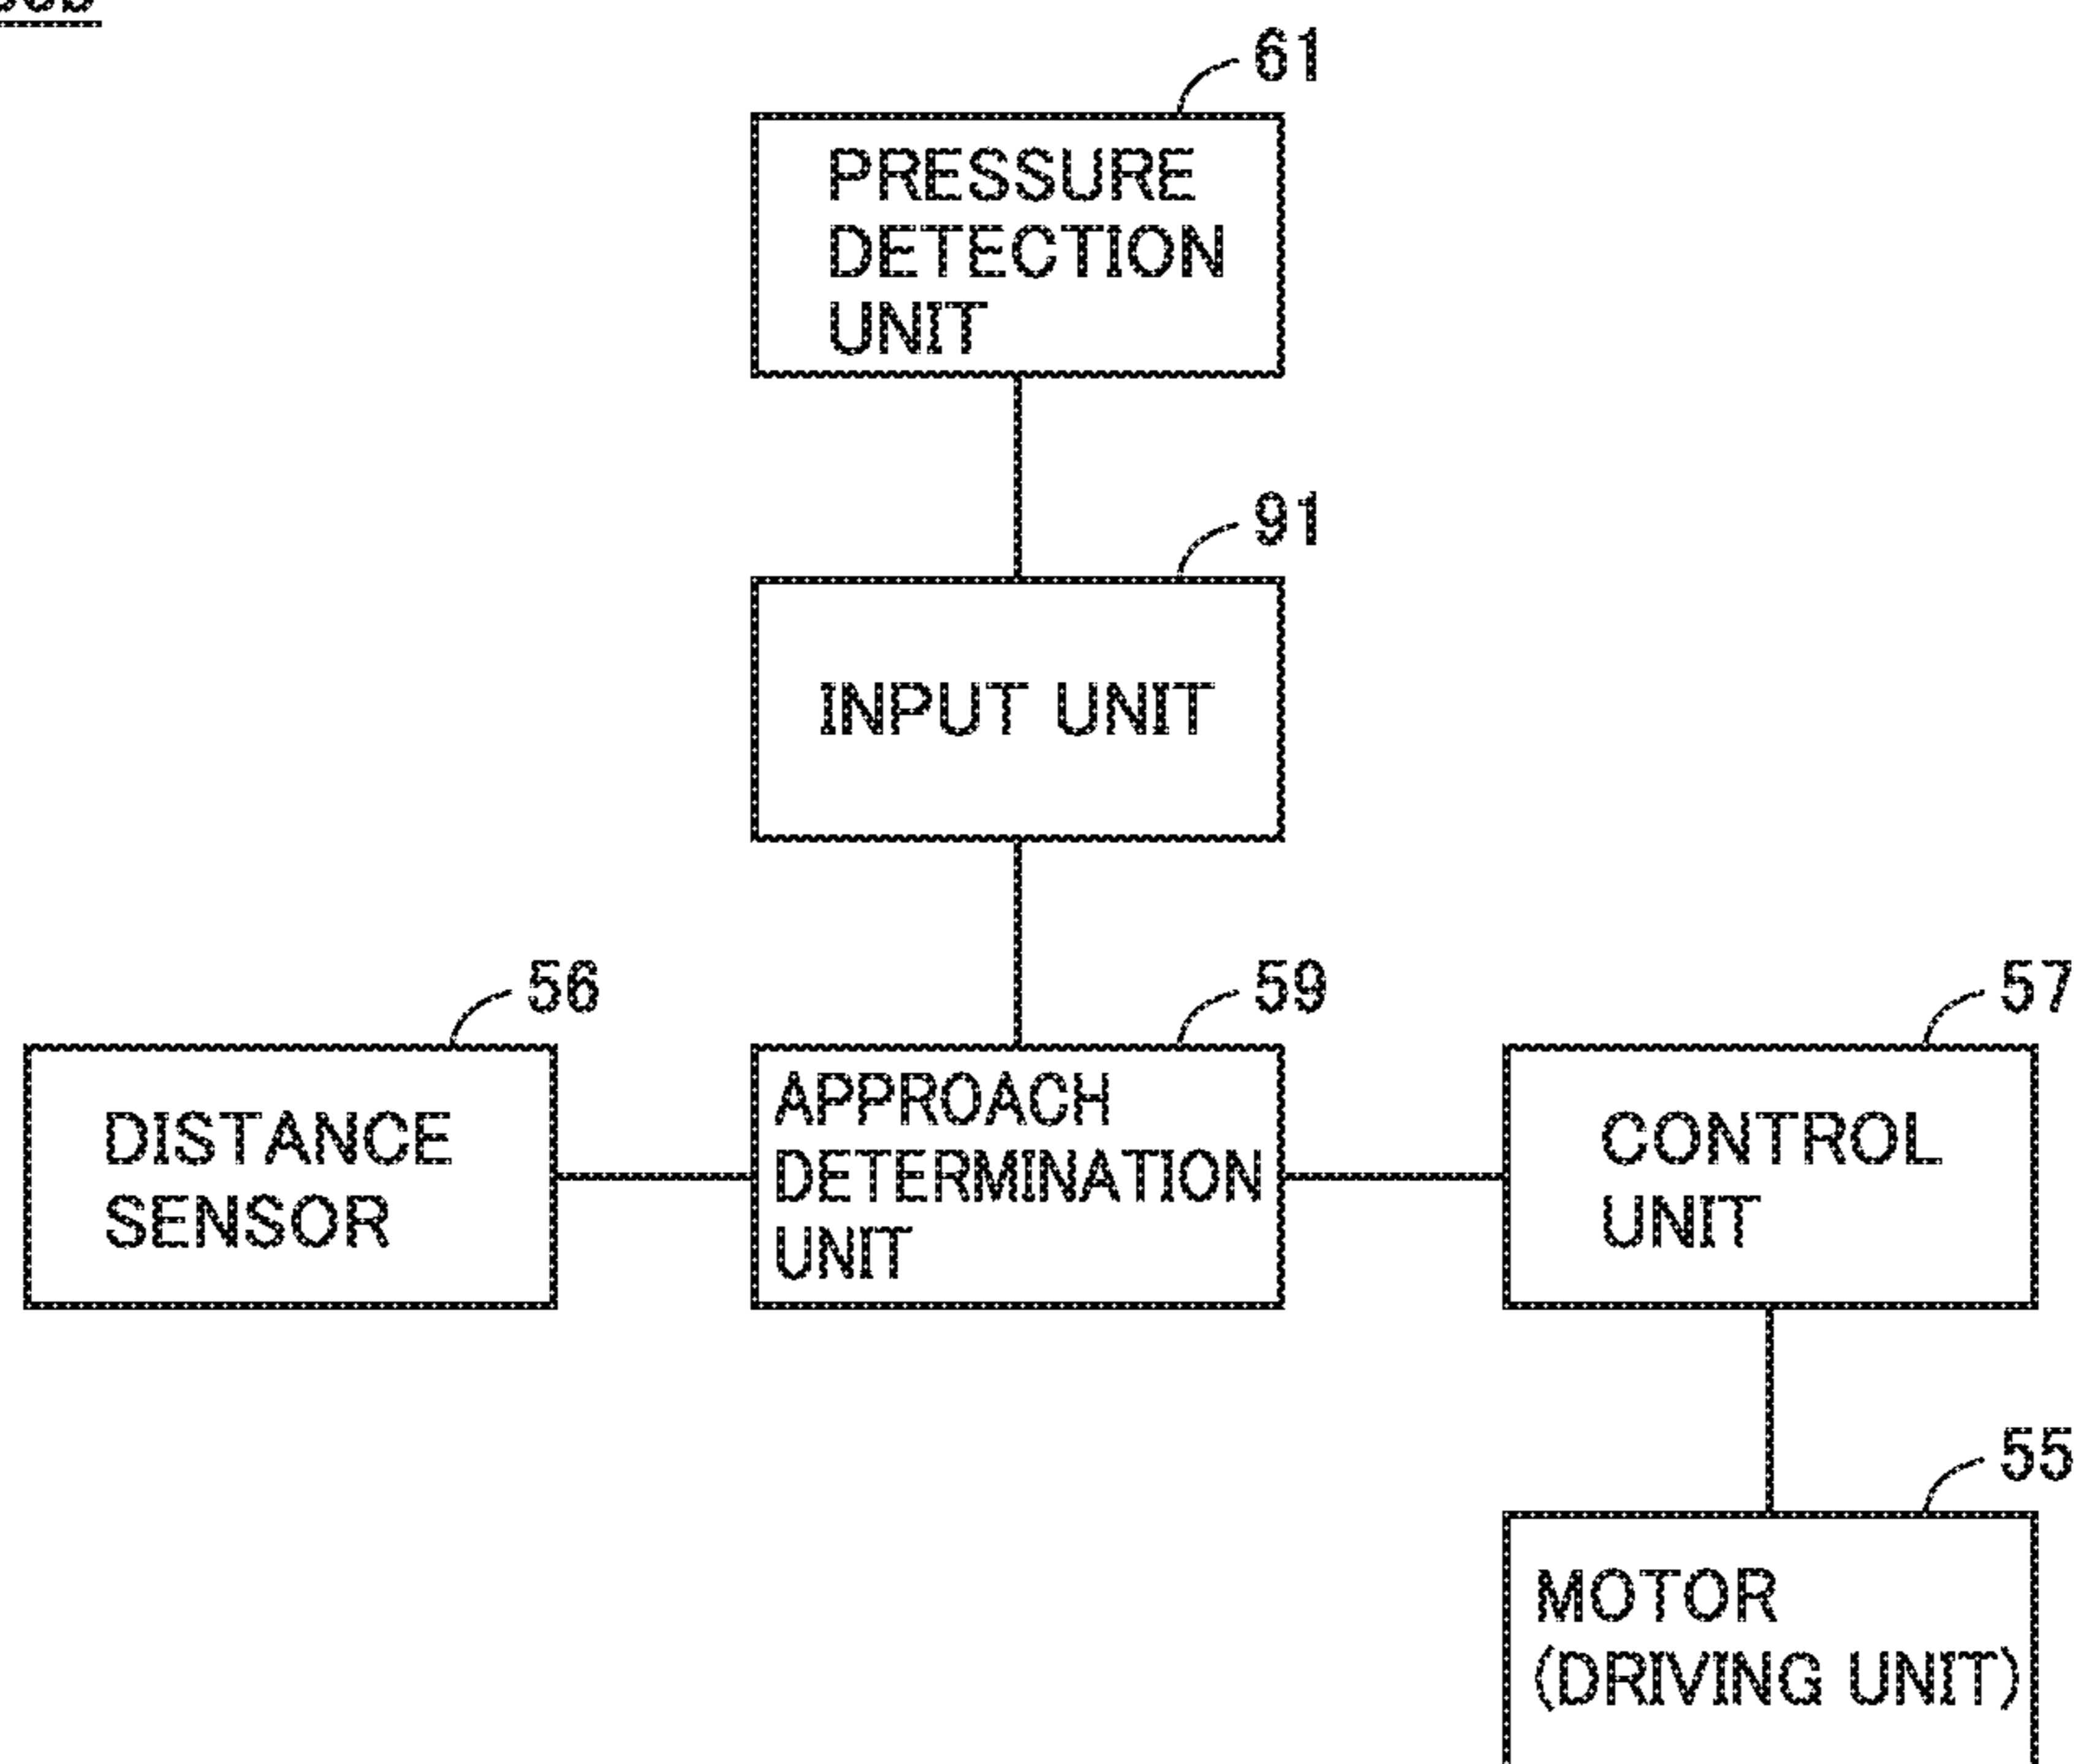 61
PRESSURE
DETECTION
UNIT
91
INPUT UNIT
56
DISTANCE
SENSOR
59
APPROACH
DETERMINATION
UNIT
57
CONTROL
UNIT
55
MOTOR
(DRIVING UNIT)